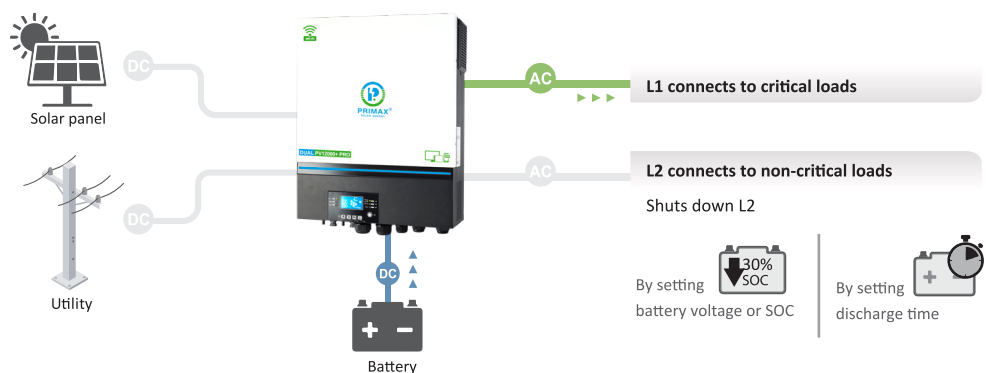 Solar panel
DC
PRIMAX®
SOLAR ENERGY
DUAL PV12000+ PRO
AC
L1 connects to critical loads
Utility
DC
AC
L2 connects to non-critical loads
Shuts down L2
DC
Battery
30%
SOC
By setting
battery voltage or SOC
By setting
discharge time